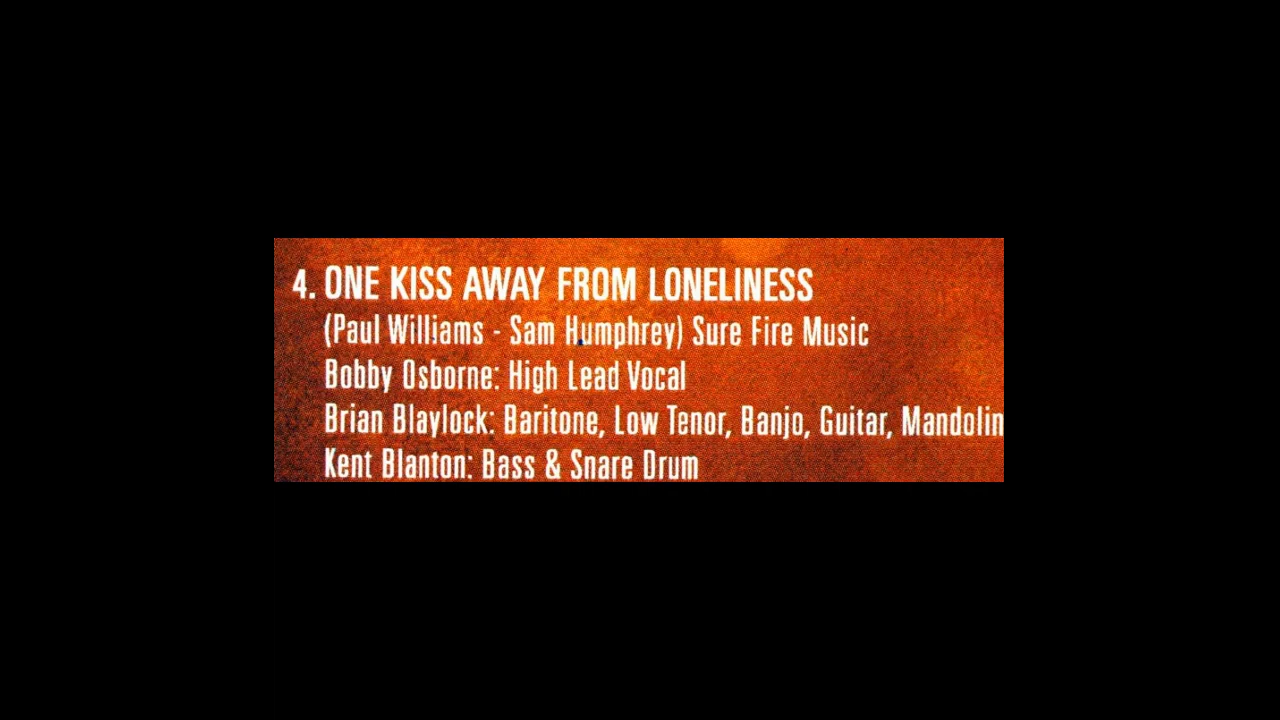 4. ONE KISS AWAY FROM LONELINESS
(Paul Williams - Sam Humphrey) Sure Fire Music
Bobby Osborne: High Lead Vocal
Brian Blaylock: Baritone, Low Tenor, Banjo, Guitar, Mandolin
Kent Blanton: Bass & Snare Drum